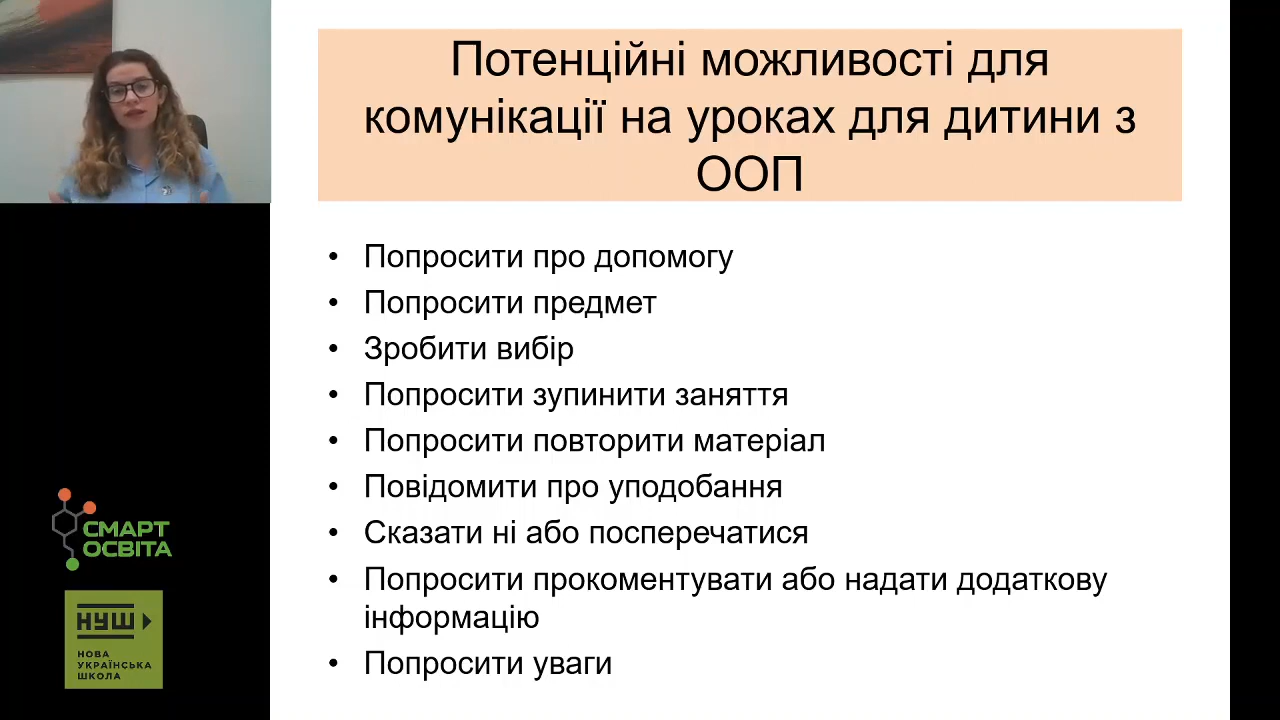 Потенційні можливості для
комунікації на уроках для дитини з
ООП
• Попросити про допомогу
• Попросити предмет
• Зробити вибір
• Попросити зупинити заняття
• Попросити повторити матеріал
• Повідомити про уподобання
• Сказати ні або посперечатися
• Попросити прокоментувати або надати додаткову
інформацію
• Попросити уваги
СМАРТ
ОСВІТА
НУШ
НОВА
УКРАЇНСЬКА
ШКОЛА